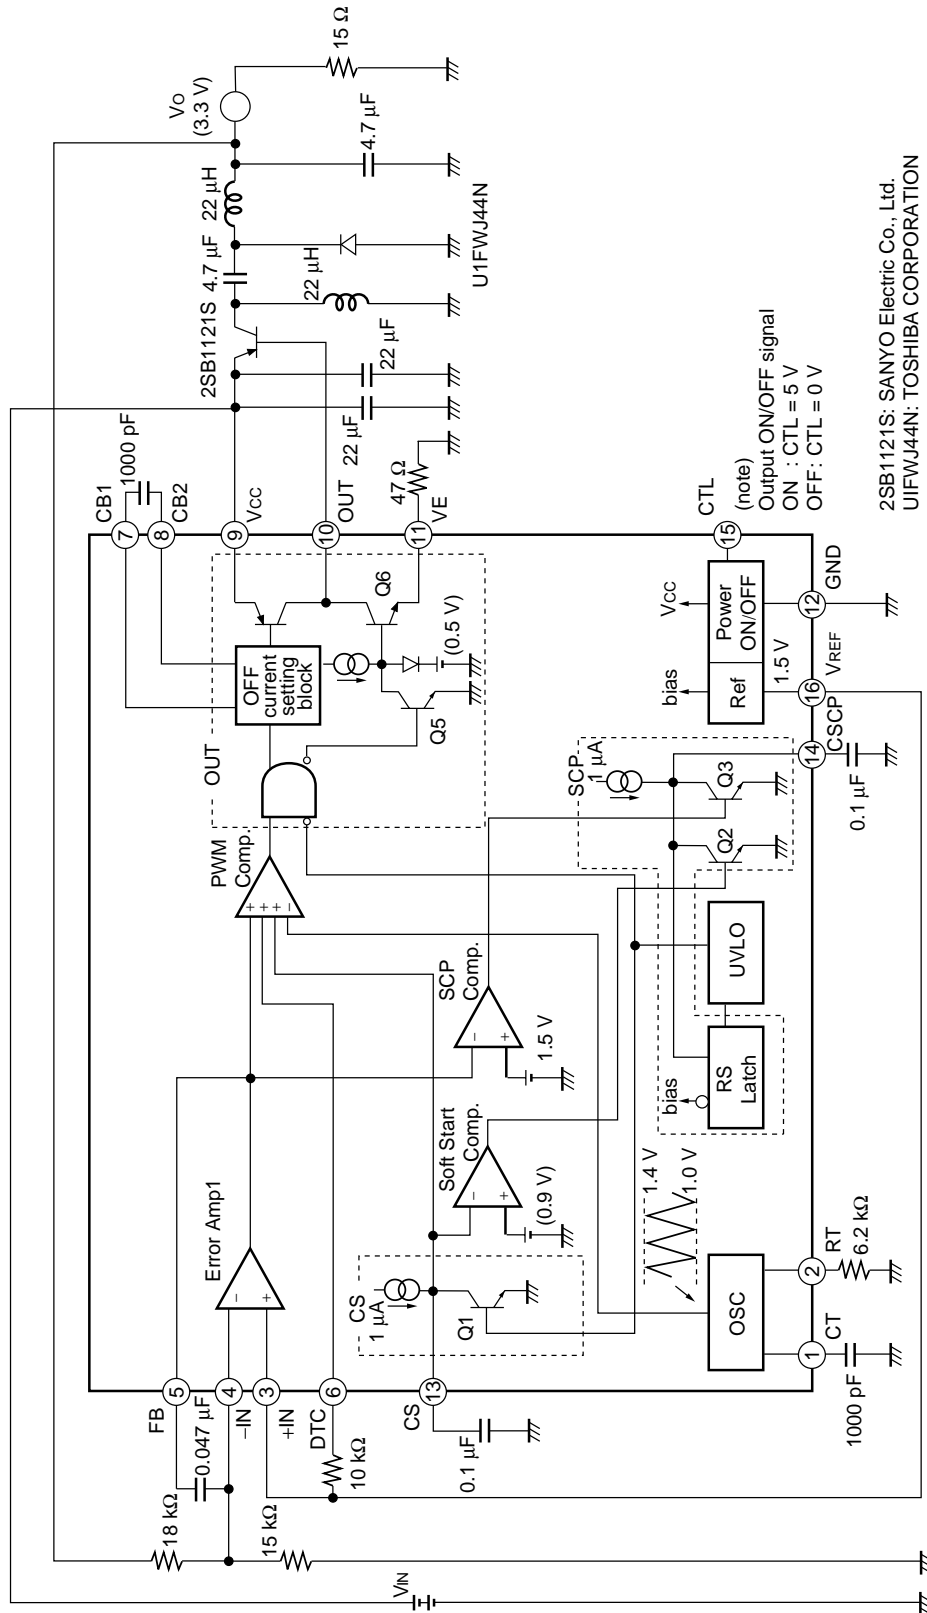 VIN
18 kΩ
15 kΩ
0.047 μF
10 kΩ
0.1 μF
FB
5
−IN
4
+IN
3
DTC
6
CS
13
Error Amp1
−
+
CS
1 μA
Q1
Soft Start
Comp.
−
+
(0.9 V)
SCP
Comp.
−
+
1.5 V
PWM
Comp.
+
+
+
−
OUT
OFF
current
setting
block
Q5
Q6
(0.5 V)
CB1
7
1000 pF
CB2
8
VCC
9
OUT
10
VE
11
47 Ω
22 μF
22 μF
2SB1121S
22 μH
4.7 μF
22 μH
U1FWJ44N
4.7 μF
VO
(3.3 V)
15 Ω
OSC
1.4 V
1.0 V
1
CT
1000 pF
2
RT
6.2 kΩ
bias
RS
Latch
UVLO
SCP
1 μA
Q2
Q3
14
CSCP
0.1 μF
bias
VCC
Ref
Power
ON/OFF
1.5 V
16
VREF
12
GND
15
CTL
(note)
Output ON/OFF signal
ON : CTL = 5 V
OFF: CTL = 0 V
2SB1121S: SANYO Electric Co., Ltd.
UIFWJ44N: TOSHIBA CORPORATION